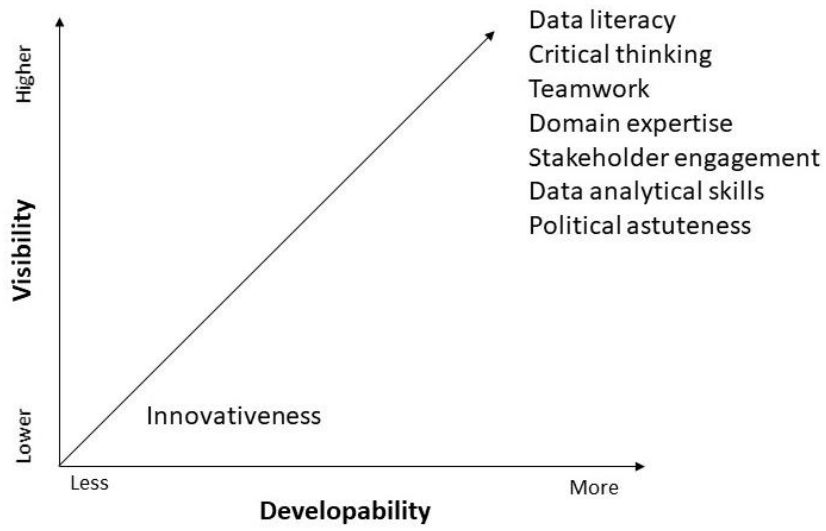 Data literacy
Critical thinking
Teamwork
Domain expertise
Stakeholder engagement
Data analytical skills
Political astuteness
Higher
Visibility
Lower
Innovativeness
Less
More
Developability